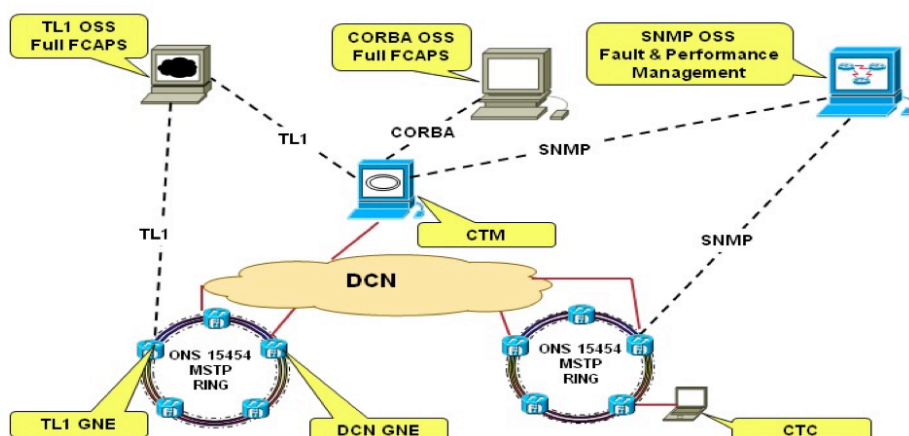 TL1 OSS
Full FCAPS
CORBA OSS
Full FCAPS
SNMP OSS
Fault & Performance
Management
CORBA
TL1
SNMP
TL1
CTM
SNMP
DCN
ONS 15454
MSTP
RING
ONS 15454
MSTP
RING
TL1 GNE
DCN GNE
CTC